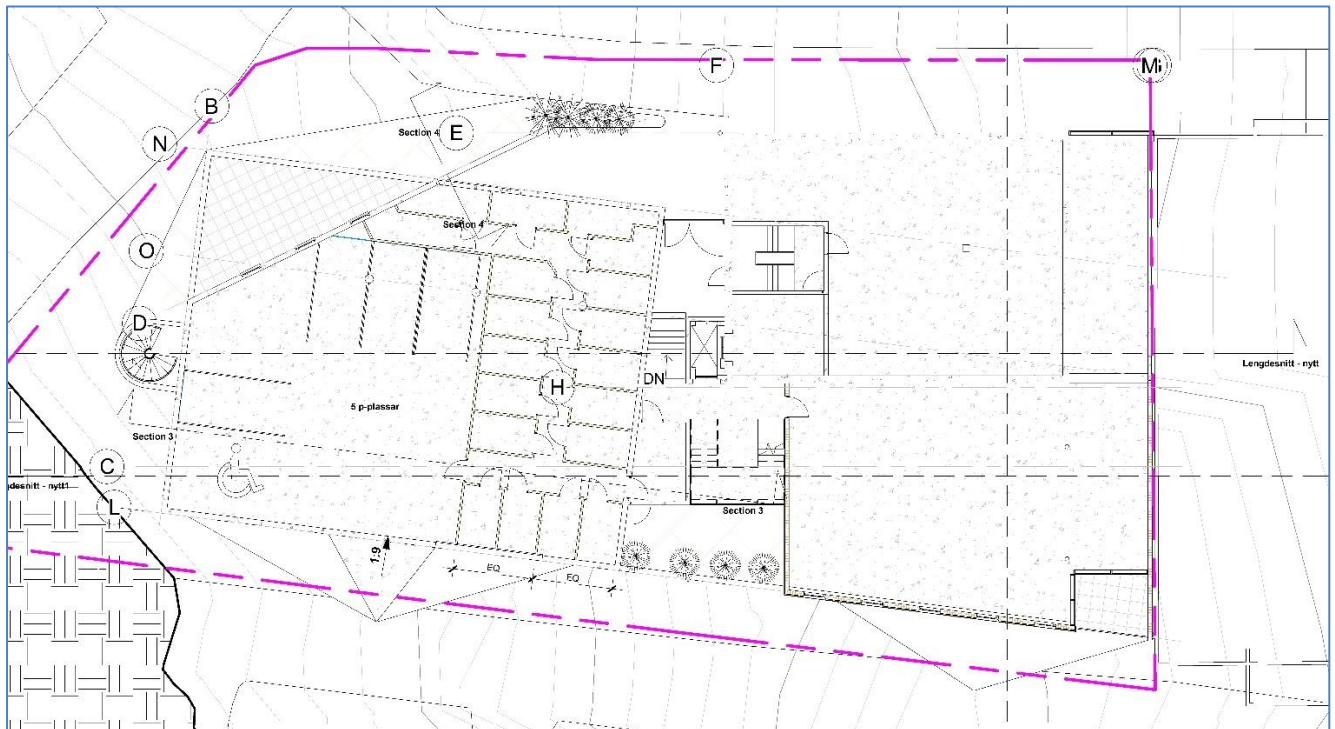 F
M
B
Section 4
E
N
Section 4
O
D
Lengdesnitt - nytt
DN
H
5 p-plassar
Section 3
C
desnitt - nytt1
L
Section 3
1:9
EQ
EQ